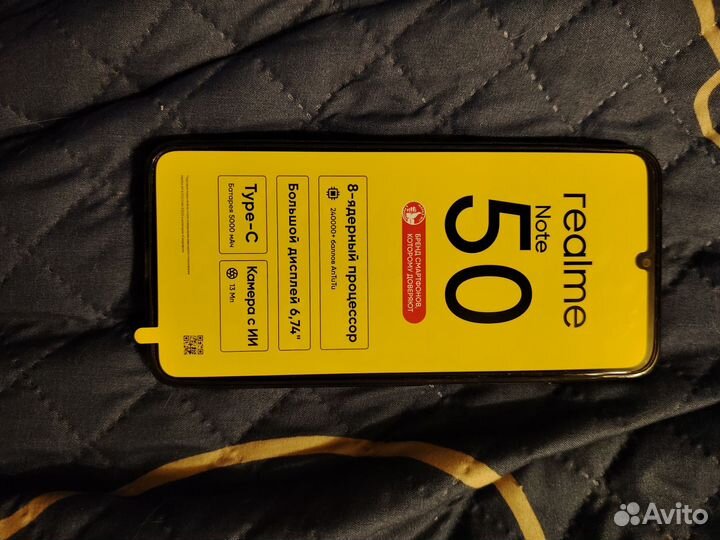 realme
Note
50
БРЕНД СМАРТФОНОВ,
КОТОРОМУ ДОВЕРЯЮТ
8-ядерный процессор
240000+ баллов AnTuTu
Большой дисплей 6,74"
Type-C
Батарея 5000 мАч
Камера с ИИ
13 Мп
Avito